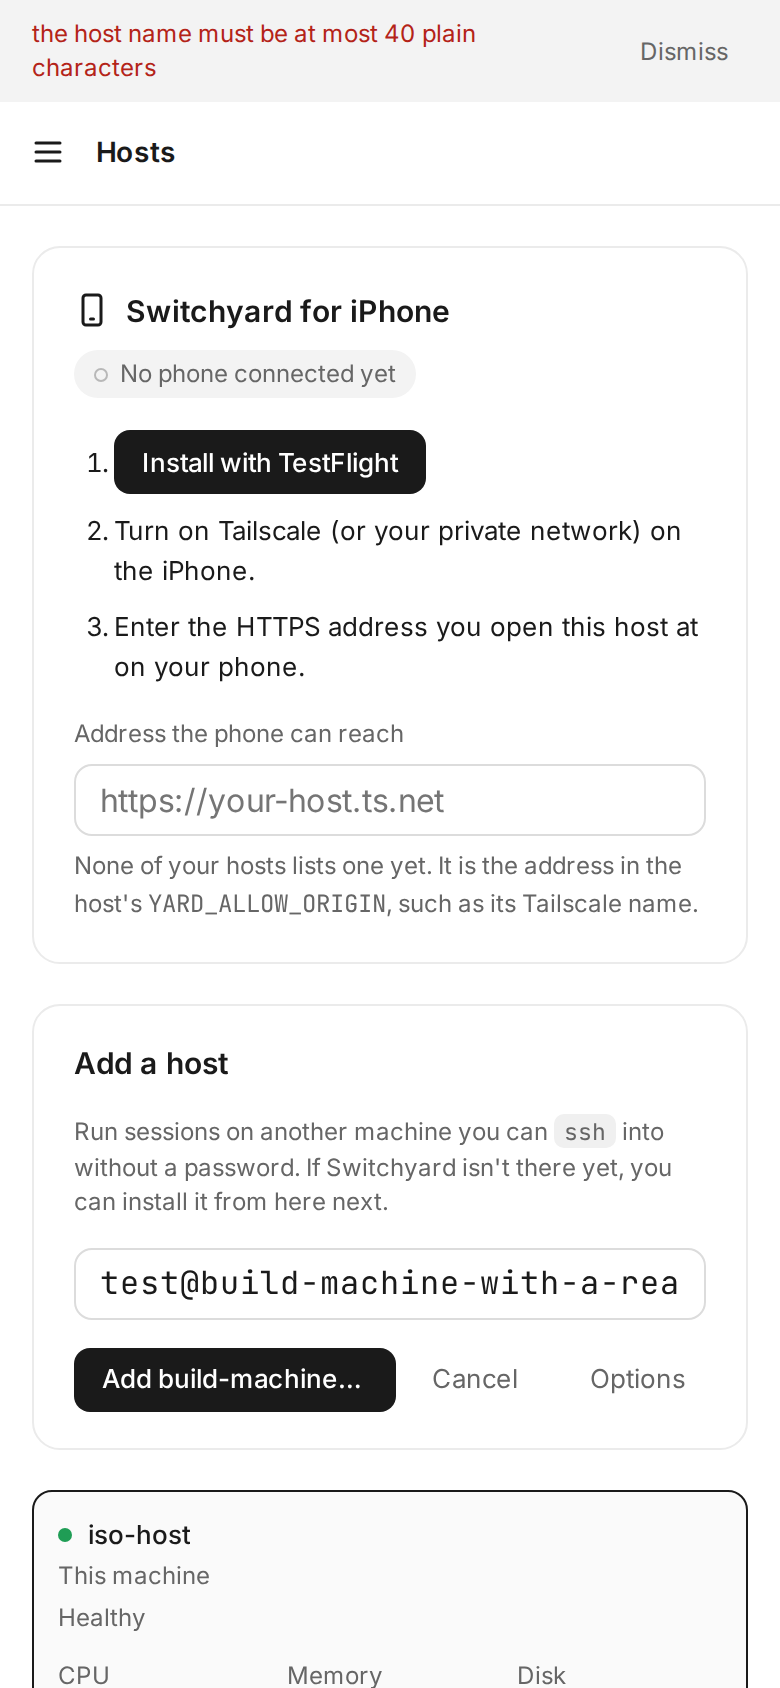 the host name must be at most 40 plain
characters
Dismiss
Hosts
Switchyard for iPhone
No phone connected yet
1. Install with TestFlight
2. Turn on Tailscale (or your private network) on
the iPhone.
3. Enter the HTTPS address you open this host at
on your phone.
Address the phone can reach
https://your-host.ts.net
None of your hosts lists one yet. It is the address in the
host's YARD_ALLOW_ORIGIN, such as its Tailscale name.
Add a host
Run sessions on another machine you can ssh into
without a password. If Switchyard isn't there yet, you
can install it from here next.
test@build-machine-with-a-rea
Add build-machine... Cancel Options
iso-host
This machine
Healthy
CPU Memory Disk